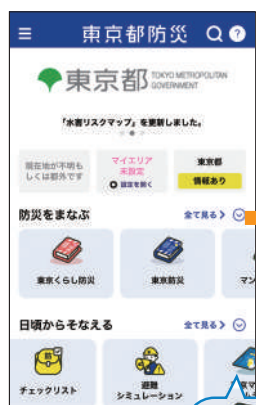 東京都防災
?
東京都 TOKYO METROPOLITAN
GOVERNMENT
「水害リスクマップ」を更新しました。
現在地が不明も
しくは都外です
マイエリア
未設定
設定を開く
東京都
情報あり
防災をまなぶ 全て見る
東京くらし防災
東京防災
マン
日頃からそなえる 全て見る
防
チェックリスト
避難
シミュレーション